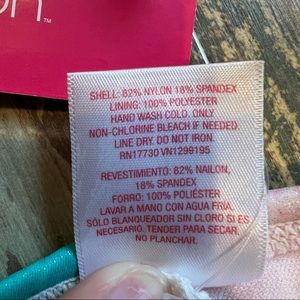 on™
SHELL: 82% NYLON 18% SPANDEX
LINING: 100% POLYESTER
HAND WASH COLD. ONLY
NON-CHLORINE BLEACH IF NEEDED
LINE DRY. DO NOT IRON.
RN17730 VN1299195
REVESTIMIENTO: 82% NAILON,
18% SPANDEX
FORRO: 100% POLIÉSTER
LAVAR A MANO CON AGUA FRIA,
SÓLO BLANQUEADOR SIN CLORO SI ES
NECESARIO. TENDER PARA SECAR
NO PLANCHAR.